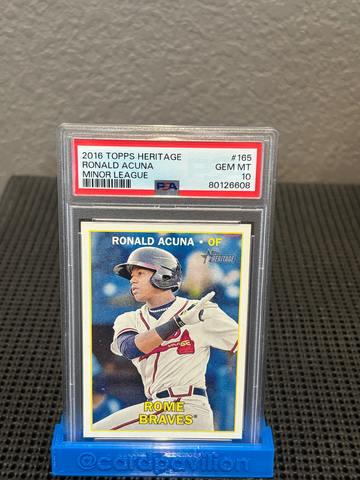 2016 TOPPS HERITAGE #165
RONALD ACUNA GEM MT
MINOR LEAGUE 10
PSA 80126608
RONALD ACUNA • OF
HERITAGE
ROME
BRAVES
@cardpavilion